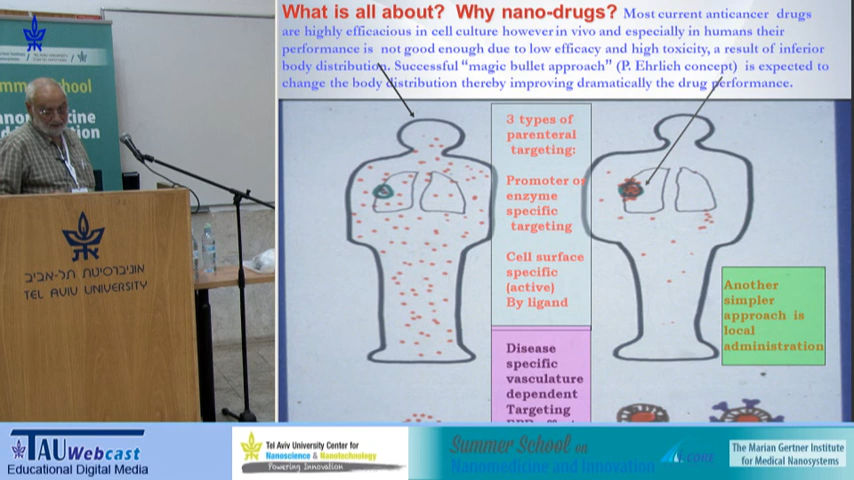 What is all about?  Why nano-drugs? Most current anticancer drugs
are highly efficacious in cell culture however in vivo and especially in humans their
performance is not good enough due to low efficacy and high toxicity, a result of inferior
body distribution. Successful “magic bullet approach” (P. Ehrlich concept) is expected to
change the body distribution thereby improving dramatically the drug performance.
3 types of
parenteral
targeting:
Promoter or
enzyme
specific
targeting
Cell surface
specific
(active)
By ligand
Disease
specific
vasculature
dependent
Targeting
Another
simpler
approach is
local
administration
School
אוניברסיטת תל-אביב
TEL AVIV UNIVERSITY
TAU Webcast
Educational Digital Media
Tel Aviv University Center for
Nanoscience & Nanotechnology
Powering Innovation
Summer School on
Nanomedicine and Innovation
The Marian Gertner Institute
for Medical Nanosystems